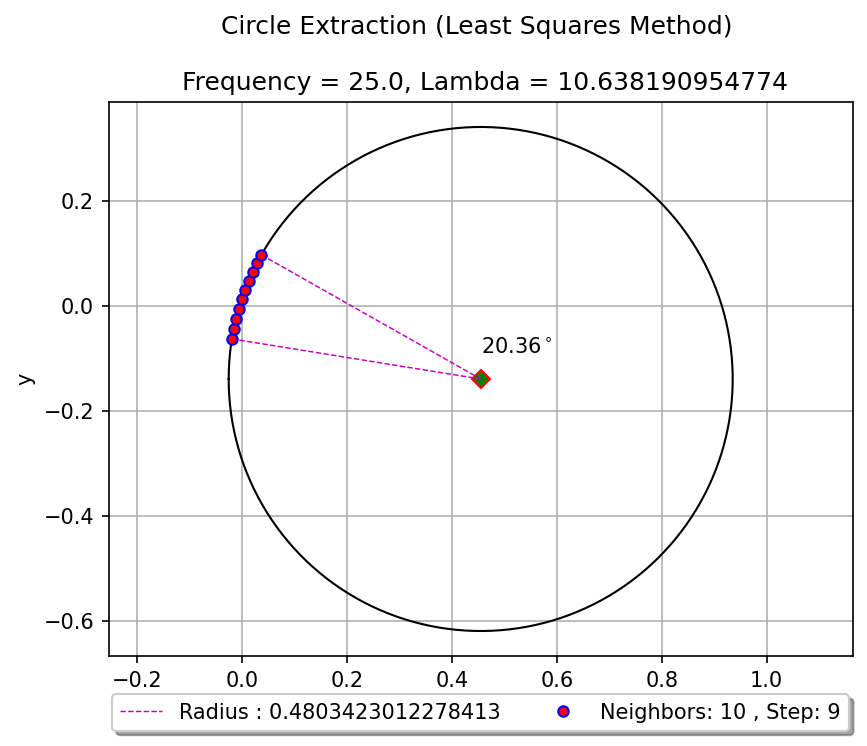 Circle Extraction (Least Squares Method)
Frequency = 25.0, Lambda = 10.638190954774
0.2
0.0
−0.2
−0.4
−0.6
y
20.36°
−0.2 0.0 0.2 0.4 0.6 0.8 1.0
Radius : 0.4803423012278413 Neighbors: 10 , Step: 9